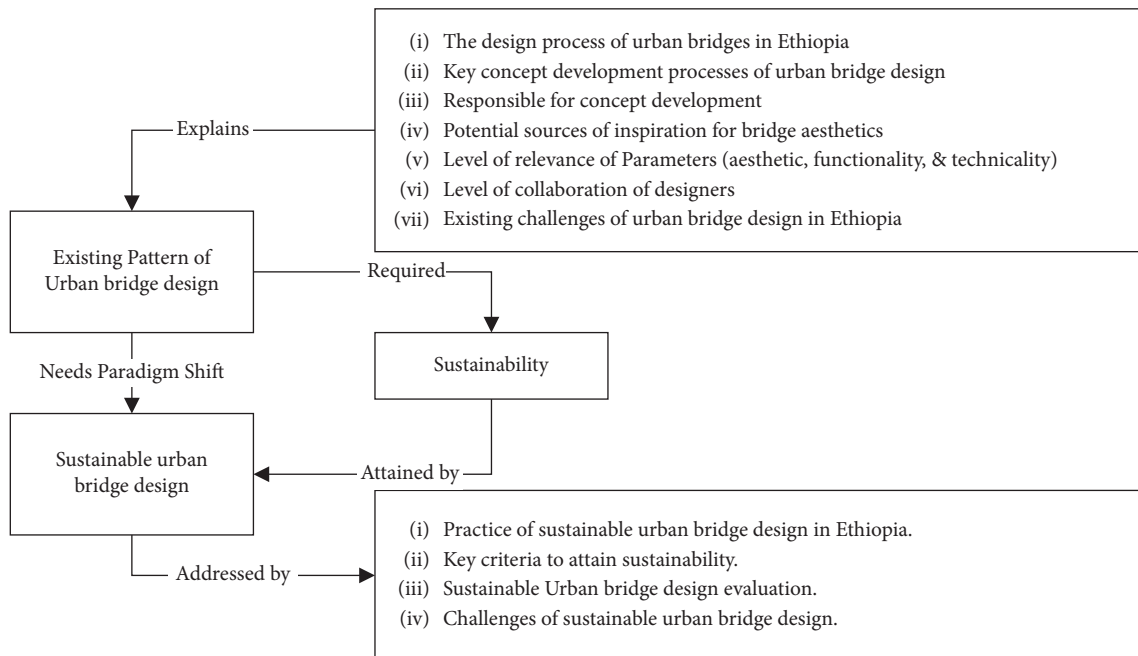 (i) The design process of urban bridges in Ethiopia
(ii) Key concept development processes of urban bridge design
(iii) Responsible for concept development
(iv) Potential sources of inspiration for bridge aesthetics
(v) Level of relevance of Parameters (aesthetic, functionality, & technicality)
(vi) Level of collaboration of designers
(vii) Existing challenges of urban bridge design in Ethiopia
Explains
Existing Pattern of
Urban bridge design
Required
Sustainability
Needs Paradigm Shift
Sustainable urban
bridge design
Attained by
Addressed by
(i) Practice of sustainable urban bridge design in Ethiopia.
(ii) Key criteria to attain sustainability.
(iii) Sustainable Urban bridge design evaluation.
(iv) Challenges of sustainable urban bridge design.